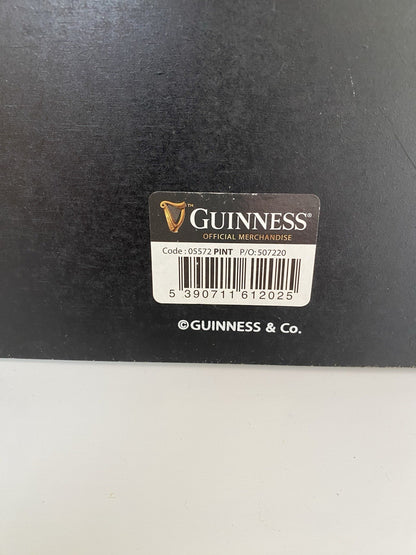 GUINNESS®
OFFICIAL MERCHANDISE
Code : 05572 PINT P/O: 507220
5 390711 612025
©GUINNESS & Co.